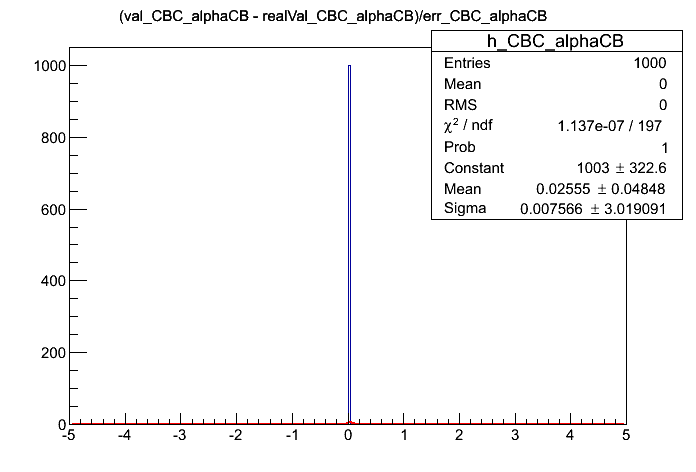 (val_CBC_alphaCB - realVal_CBC_alphaCB)/err_CBC_alphaCB
h_CBC_alphaCB
Entries 1000
Mean 0
RMS 0
χ² / ndf 1.137e-07 / 197
Prob 1
Constant 1003 ± 322.6
Mean 0.02555 ± 0.04848
Sigma 0.007566 ± 3.019091
1000
800
600
400
200
0
-5 -4 -3 -2 -1 0 1 2 3 4 5